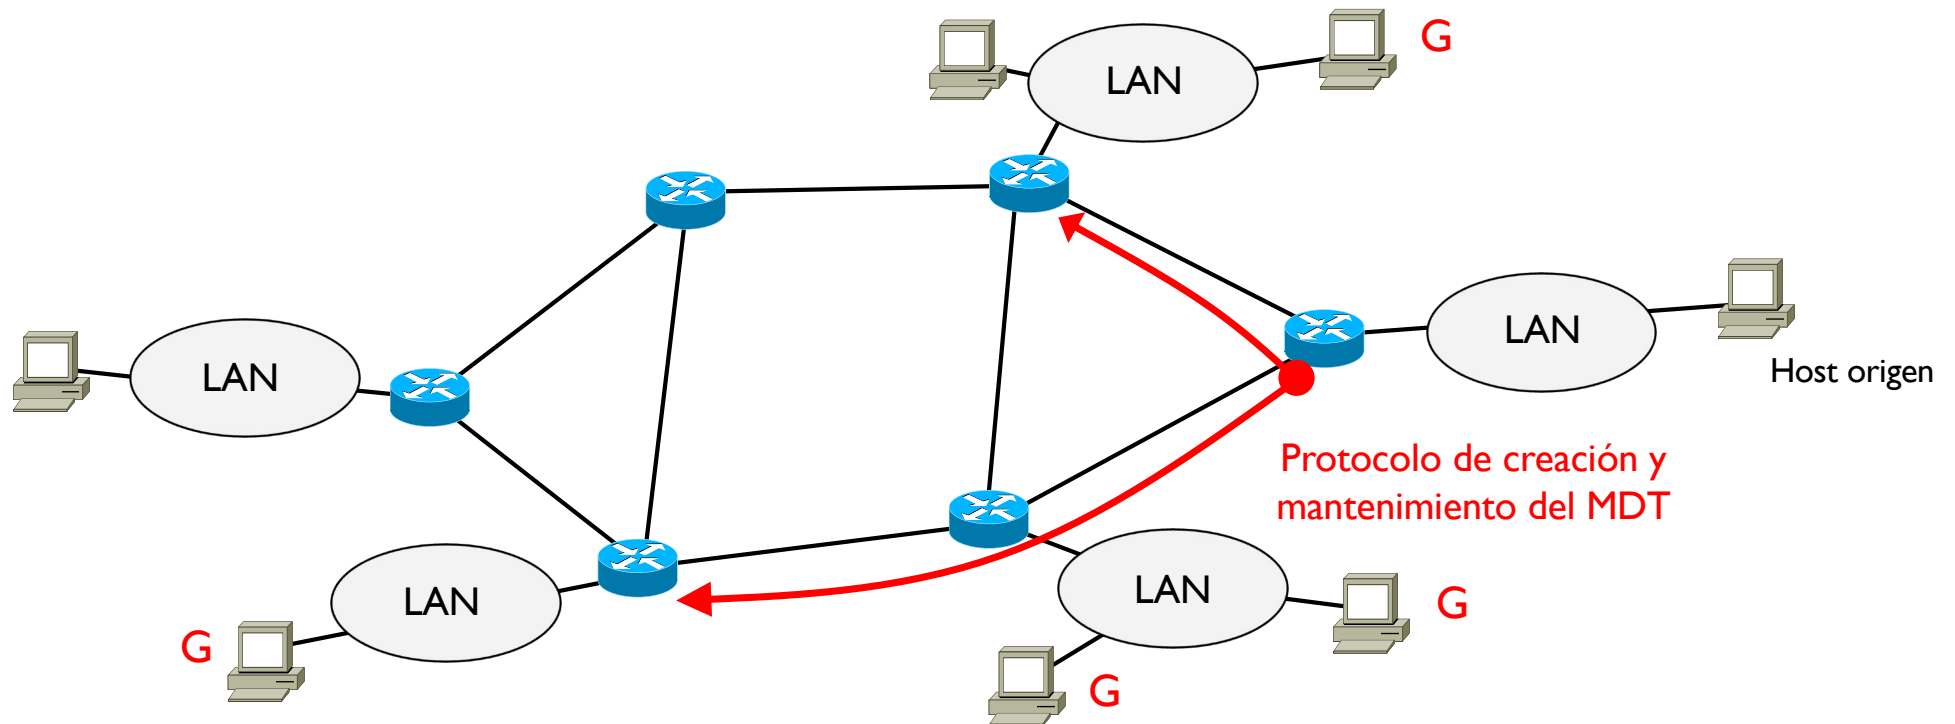 G
LAN
LAN
Host origen
LAN
Protocolo de creación y
mantenimiento del MDT
LAN
LAN
G
G
G